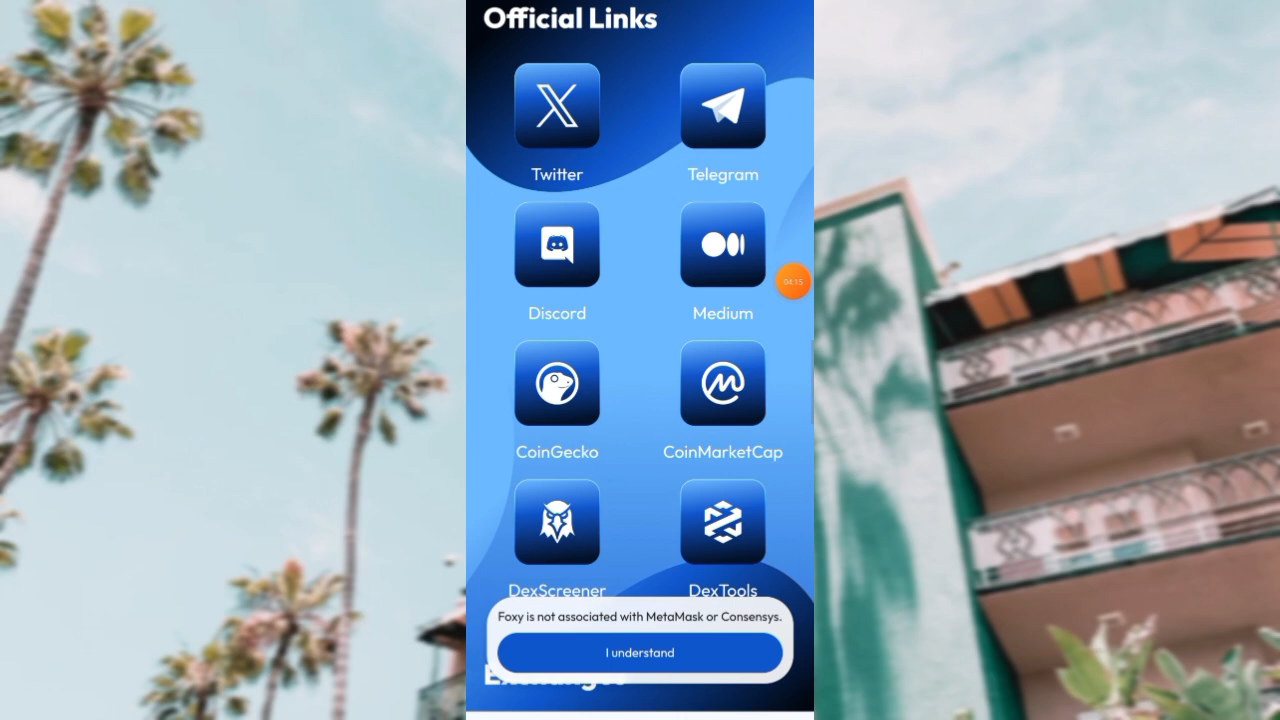 Official Links
Twitter
Telegram
Discord
Medium
04:15
CoinGecko
CoinMarketCap
DexScreener
DexTools
Foxy is not associated with MetaMask or Consensys.
I understand